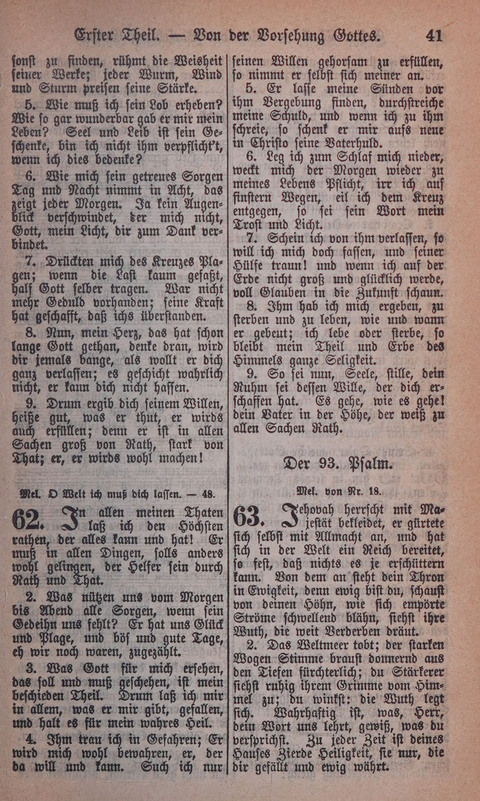 Erster Theil. — Von der Vorsehung Gottes. 41
sonst zu finden, rühmt die Weisheit
seiner Werke; jeder Wurm, Wind
und Sturm preisen seine Stärke.
5. Wie muß ich sein Lob erheben?
Wie so gar wunderbar gab er mir mein
Leben? Seel und Leib ist sein Ge-
schenke, bin ich nicht ihm verpflicht't,
wenn ich dies bedenke?
6. Wie mich sein getreues Sorgen
Tag und Nacht nimmt in Acht, das
zeigt jeder Morgen. Ja kein Augen-
blick verschwindet, der mich nicht,
Gott, mein Licht, dir zum Dank ver-
bindet.
7. Drückten mich des Kreuzes Pla-
gen; wenn die Last kaum gefaßt,
half Gott selber tragen. War nicht
mehr Geduld vorhanden; seine Kraft
hat geschafft, daß ichs überstanden.
8. Nun, mein Herz, das hat schon
lange Gott gethan, denke dran, wird
dir jemals bange, als wollt er dich
ganz verlassen; es geschicht wahrlich
nicht, er kann dich nicht hassen.
9. Drum ergib dich seinem Willen,
heiße gut, was er thut, er wirds
auch erfüllen; denn er ist in allen
Sachen groß von Rath, stark von
That; er, er wirds wohl machen!
Mel. O Welt ich muß dich lassen. — 48.
62. In allen meinen Thaten
laß ich den Höchsten
rathen, der alles kann und hat! Er
muß in allen Dingen, solls anders
wohl gelingen, der Helfer sein durch
Rath und That.
2. Was nützen uns vom Morgen
bis Abend alle Sorgen, wenn sein
Gedeihn uns fehlt? Er hat uns Glück
und Plage, und bös und gute Tage,
eh wir noch waren, zugezählt.
3. Was Gott für mich ersehen,
das soll und muß geschehen, ist mein
beschieden Theil. Drum laß ich mir
in allem, was er mir gibt, gefallen,
und halt es für mein wahres Heil.
4. Ihm trau ich in Gefahren; Er
wird mich wohl bewahren, er, der
da will und kann. Such ich nur
seinen Willen gehorsam zu erfüllen,
so nimmt er selbst sich meiner an.
5. Er lasse meine Sünden vor
ihm Vergebung finden, durchstreiche
meine Schuld, und wenn ich zu ihm
schreie, so schenk er mir aufs neue
in Christo seine Vaterhuld.
6. Leg ich zum Schlaf mich nieder,
weckt mich der Morgen wieder zu
meines Lebens Pflicht, irr ich auf
finstern Wegen, eil ich dem Kreuz
entgegen, so sei sein Wort mein
Trost und Licht.
7. Schein ich von ihm verlassen, so
will ich mich doch fassen, und seiner
Hülfe traun! und wenn ich auf der
Erde nicht groß und glücklich werde,
voll Glauben in die Zukunft schaun.
8. Ihm hab ich mich ergeben, zu
sterben und zu leben, wie und wann
er gebeut; ich lebe oder sterbe, so
bleibt mein Theil und Erbe des
Himmels ganze Seligkeit.
9. So sei nun, Seele, stille, dein
Ruhm sei dessen Wille, der dich er-
schaffen hat. Es gehe, wie es gehe!
dein Vater in der Höhe, der weiß zu
allen Sachen Rath.
Der 93. Psalm.
Mel. von Nr. 18.
63. Jehovah herrscht mit Ma-
jestät bekleidet, er gürtete
sich selbst mit Allmacht an, und hat
sich in der Welt ein Reich bereitet,
so fest, daß nichts es je erschüttern
kann. Von dem an steht dein Thron
in Ewigkeit, denn ewig bist du, schaust
von deinen Höhn, wie sich empörte
Ströme schwellend blähn, siehst ihre
Wuth, die weit Verderben dräut.
2. Das Weltmeer tobt; der starken
Wogen Stimme braust donnernd aus
den Tiefen fürchterlich; du Stärkerer
siehst ruhig ihrem Grimme vom Him-
mel zu; du winkst; die Wuth legt
sich. Wahrhaftig ist, was, Herr,
dein Wort uns lehrt, gewiß, was du
versprichst. Zu jeder Zeit ist deines
Hauses Zierde Heiligkeit, sie nur, die
dir gefällt und ewig währt.